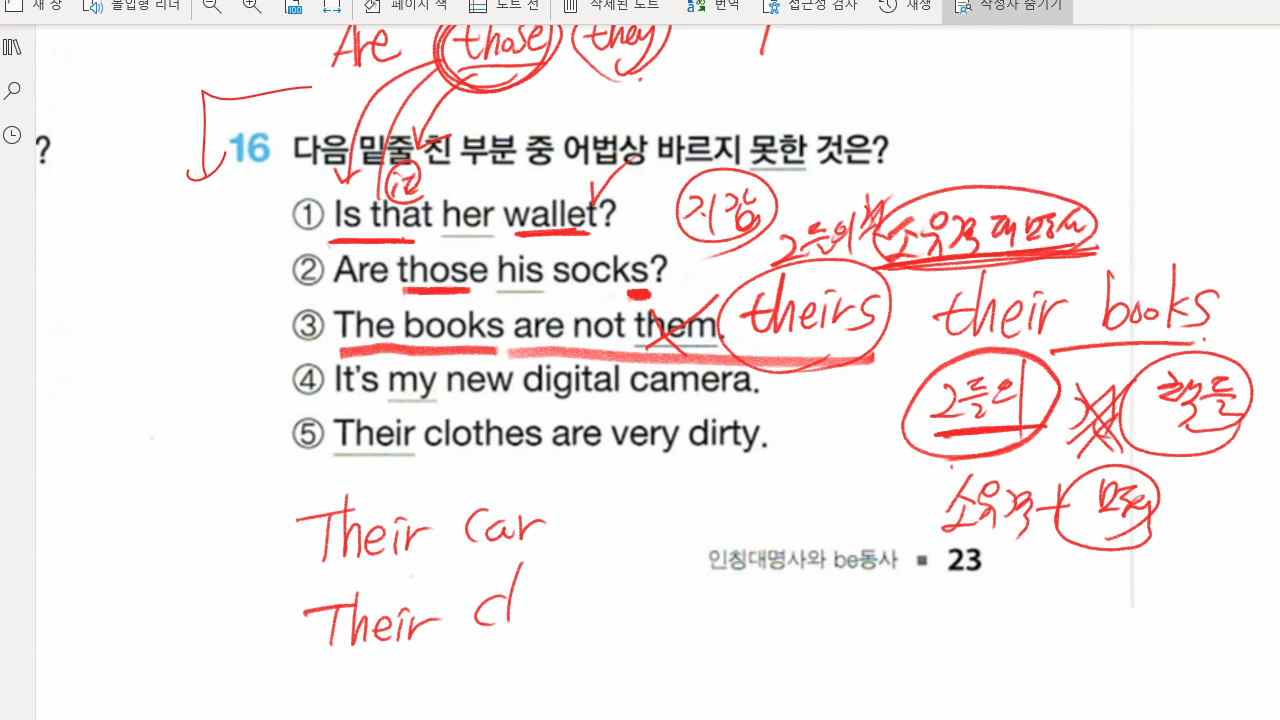 새 창 몰입형 리더 페이지 색 노트 전 삭제된 노트 번역 접근성 검사 재생 작성자 숨기기
Are those they
?
16 다음 밑줄 친 부분 중 어법상 바르지 못한 것은?
① Is that her wallet? 지갑
그들의 책 소유격 대명사
② Are those his socks?
③ The books are not them. theirs their books
그들의 책들
④ It's my new digital camera.
⑤ Their clothes are very dirty.
소유격 + 명사
Their car
인칭대명사와 be동사 ■ 23
Their cl